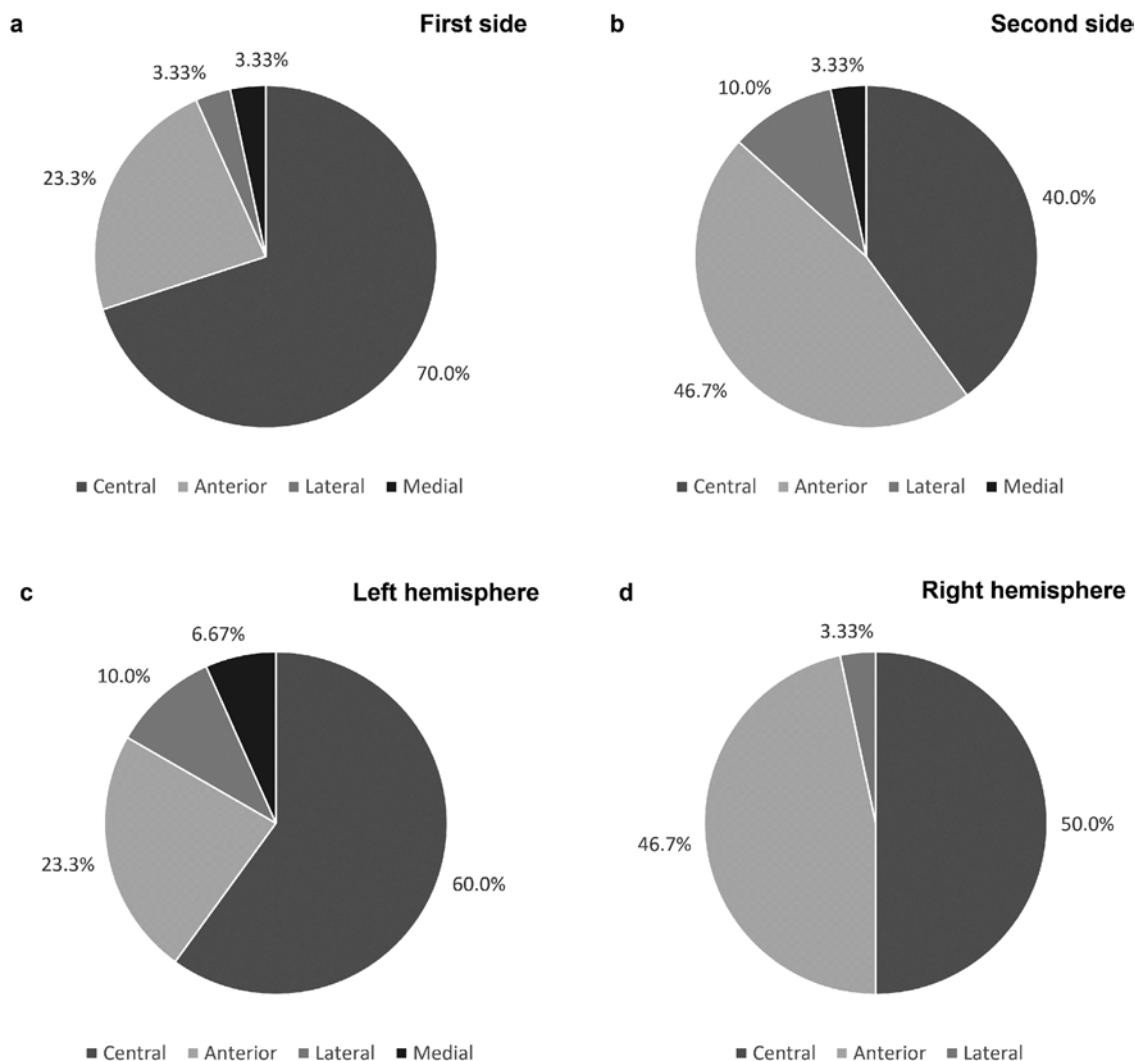 a First side
3.33%
3.33%
23.3%
70.0%
Central Anterior Lateral Medial
b Second side
3.33%
10.0%
40.0%
46.7%
Central Anterior Lateral Medial
c Left hemisphere
6.67%
10.0%
23.3%
60.0%
Central Anterior Lateral Medial
d Right hemisphere
3.33%
46.7%
50.0%
Central Anterior Lateral